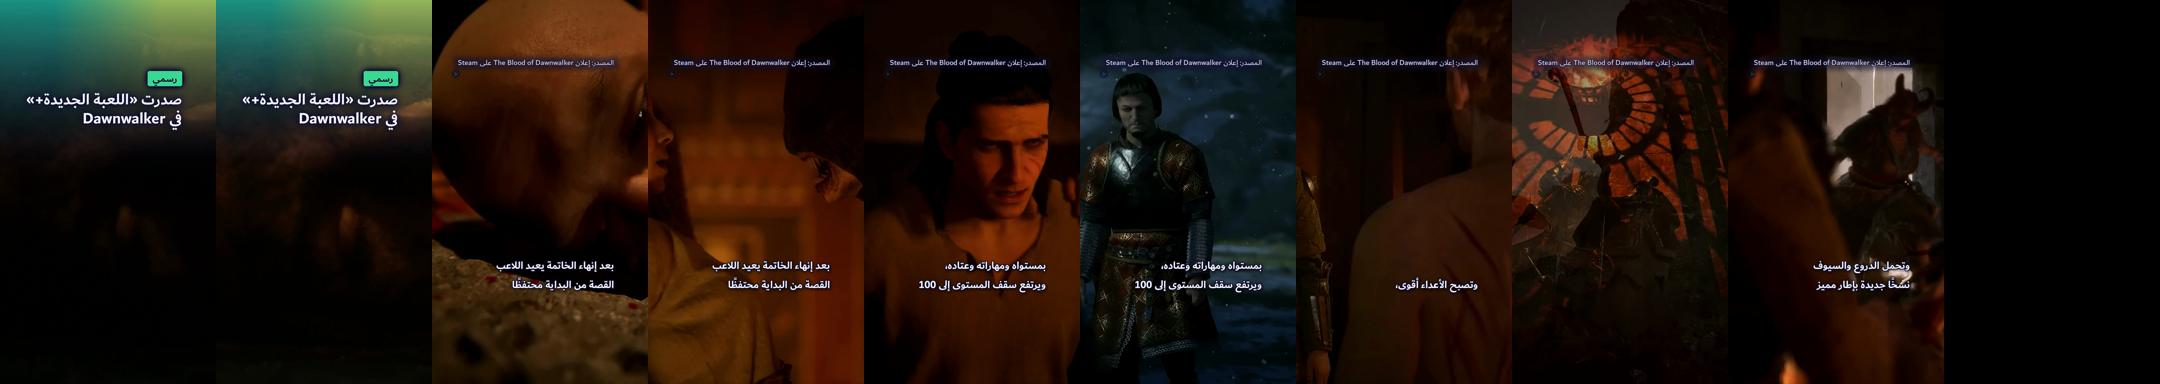 رسمي
صدرت «اللعبة الجديدة+»
في Dawnwalker
رسمي
صدرت «اللعبة الجديدة+»
في Dawnwalker
المصدر: إعلان The Blood of Dawnwalker على Steam
بعد إنهاء الخاتمة يعيد اللاعب
القصة من البداية محتفظًا
المصدر: إعلان The Blood of Dawnwalker على Steam
بعد إنهاء الخاتمة يعيد اللاعب
القصة من البداية محتفظًا
المصدر: إعلان The Blood of Dawnwalker على Steam
بمستواه ومهاراته وعتاده،
ويرتفع سقف المستوى إلى 100
المصدر: إعلان The Blood of Dawnwalker على Steam
بمستواه ومهاراته وعتاده،
ويرتفع سقف المستوى إلى 100
المصدر: إعلان The Blood of Dawnwalker على Steam
وتصبح الأعداء أقوى،
المصدر: إعلان The Blood of Dawnwalker على Steam
المصدر: إعلان The Blood of Dawnwalker على Steam
وتحمل الدروع والسيوف
نسخًا جديدة بإطار مميز